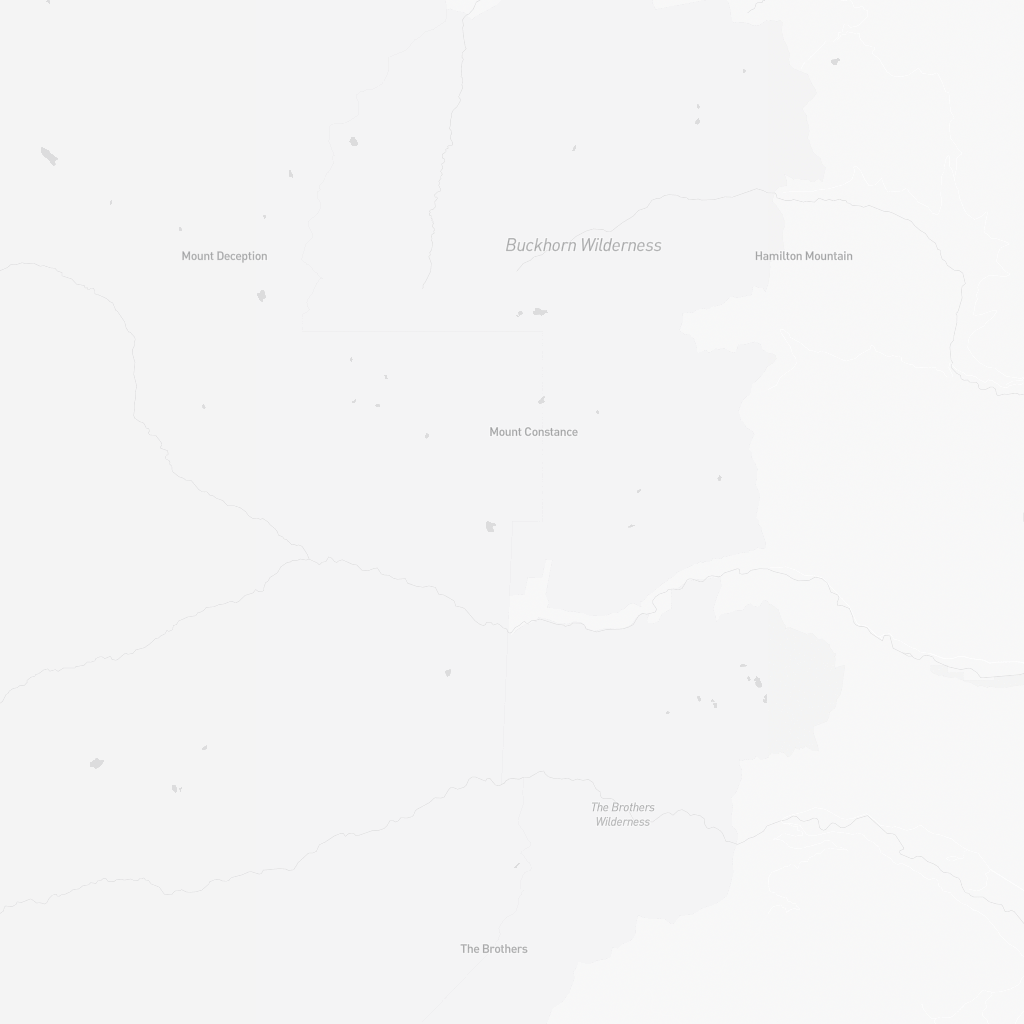 Buckhorn Wilderness
Mount Deception
Hamilton Mountain
Mount Constance
The Brothers
Wilderness
The Brothers